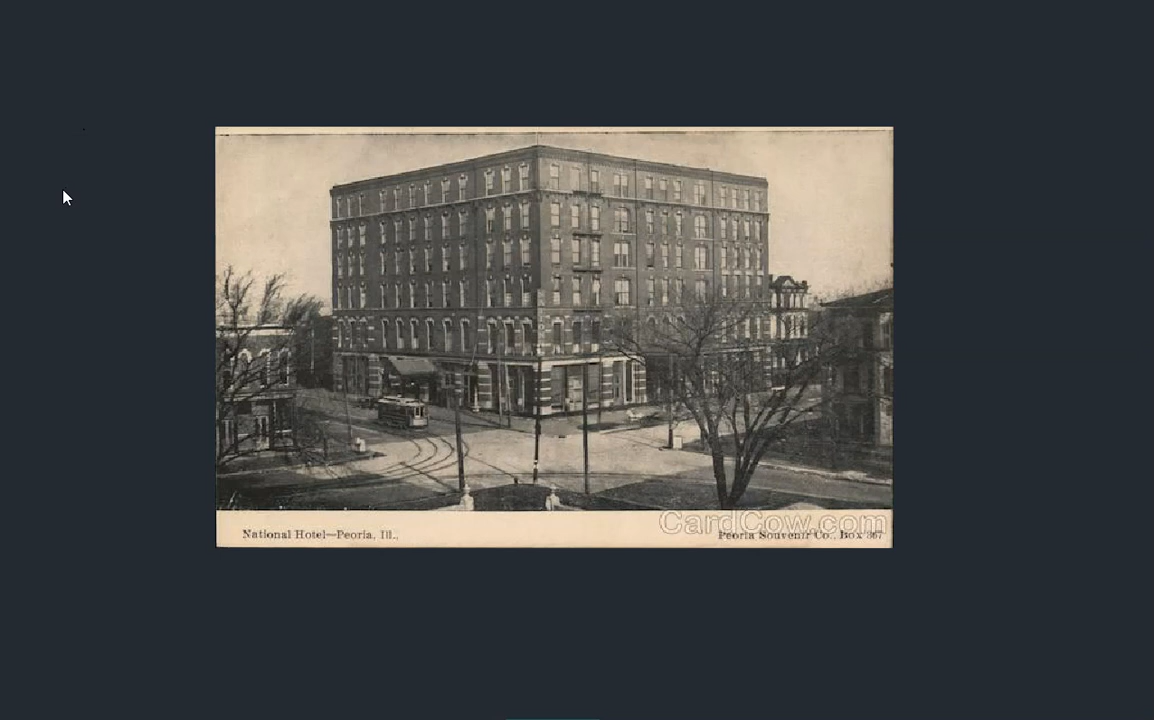 CardCow.com
National Hotel—Peoria, Ill.,
Peoria Souvenir Co., Box 367